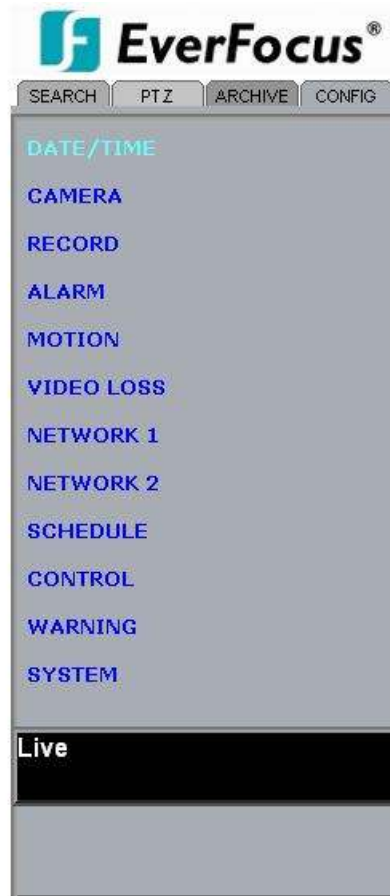 EverFocus®
SEARCH PTZ ARCHIVE CONFIG
DATE/TIME
CAMERA
RECORD
ALARM
MOTION
VIDEO LOSS
NETWORK 1
NETWORK 2
SCHEDULE
CONTROL
WARNING
SYSTEM
Live